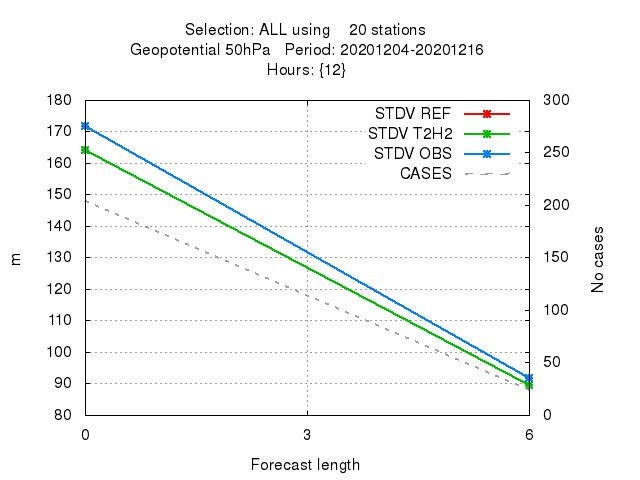 Selection: ALL using    20 stations
Geopotential 50hPa   Period: 20201204-20201216
Hours: {12}
180
170
160
150
140
130
120
110
100
90
80
m
300
250
200
150
100
50
0
No cases
STDV REF
STDV T2H2
STDV OBS
CASES
0
3
6
Forecast length